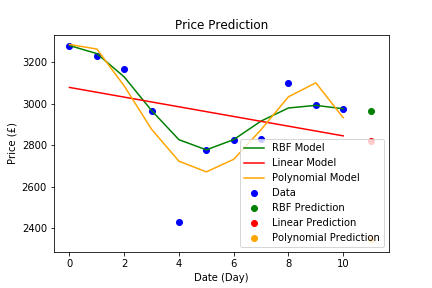 Price Prediction
Price (£)
3200
3000
2800
2600
2400
0
2
4
6
8
10
Date (Day)
RBF Model
Linear Model
Polynomial Model
Data
RBF Prediction
Linear Prediction
Polynomial Prediction